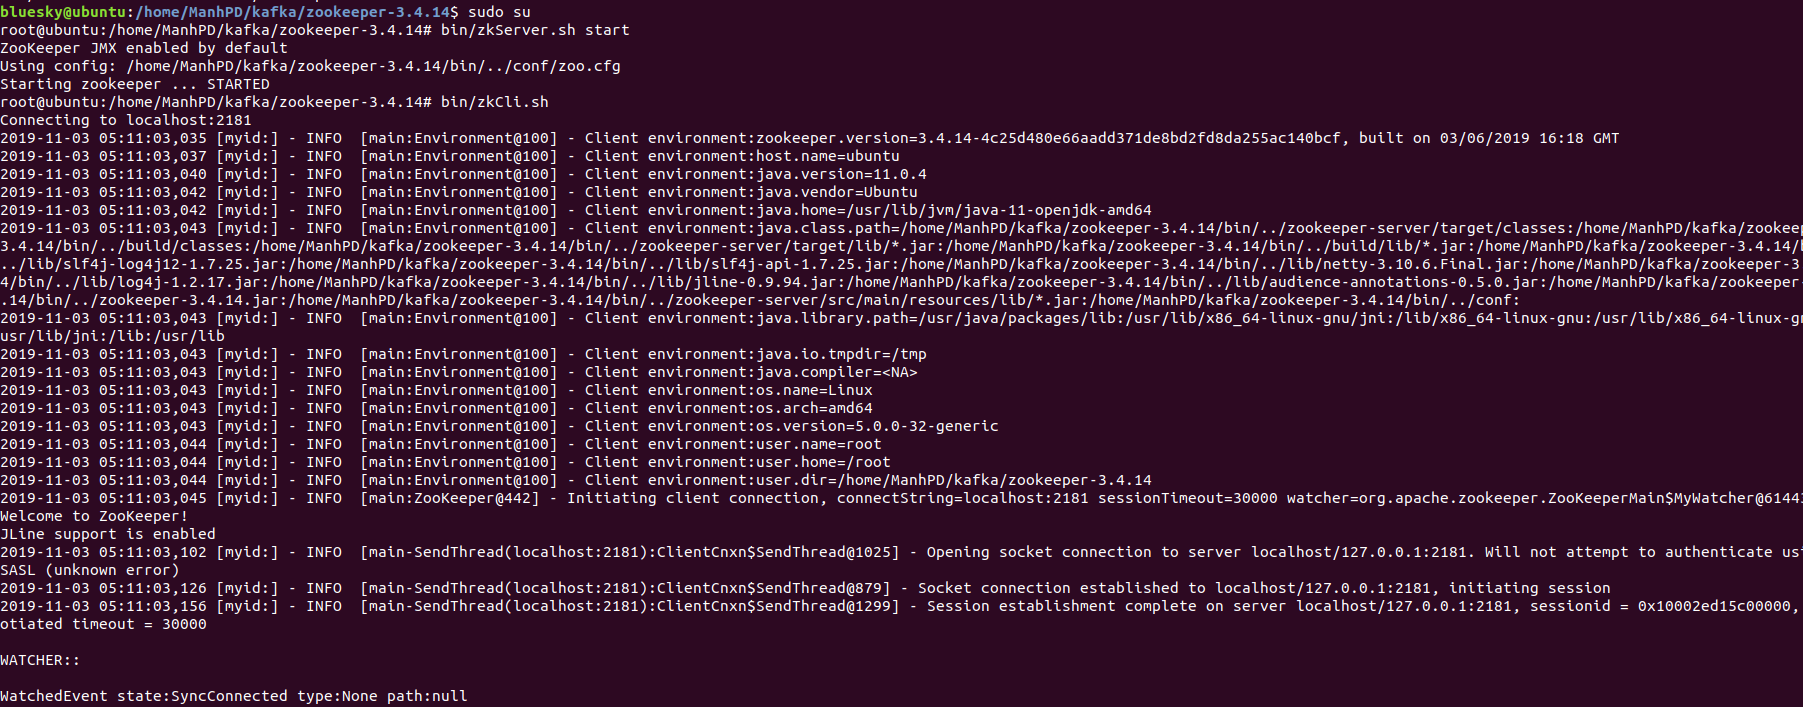 bluesky@ubuntu:/home/ManhPD/kafka/zookeeper-3.4.14$ sudo su
root@ubuntu:/home/ManhPD/kafka/zookeeper-3.4.14# bin/zkServer.sh start
ZooKeeper JMX enabled by default
Using config: /home/ManhPD/kafka/zookeeper-3.4.14/bin/../conf/zoo.cfg
Starting zookeeper ... STARTED
root@ubuntu:/home/ManhPD/kafka/zookeeper-3.4.14# bin/zkCli.sh
Connecting to localhost:2181
2019-11-03 05:11:03,035 [myid:] - INFO  [main:Environment@100] - Client environment:zookeeper.version=3.4.14-4c25d480e66aadd371de8bd2fd8da255ac140bcf, built on 03/06/2019 16:18 GMT
2019-11-03 05:11:03,037 [myid:] - INFO  [main:Environment@100] - Client environment:host.name=ubuntu
2019-11-03 05:11:03,040 [myid:] - INFO  [main:Environment@100] - Client environment:java.version=11.0.4
2019-11-03 05:11:03,042 [myid:] - INFO  [main:Environment@100] - Client environment:java.vendor=Ubuntu
2019-11-03 05:11:03,042 [myid:] - INFO  [main:Environment@100] - Client environment:java.home=/usr/lib/jvm/java-11-openjdk-amd64
2019-11-03 05:11:03,043 [myid:] - INFO  [main:Environment@100] - Client environment:java.class.path=/home/ManhPD/kafka/zookeeper-3.4.14/bin/../zookeeper-server/target/classes:/home/ManhPD/kafka/zookeep
3.4.14/bin/../build/classes:/home/ManhPD/kafka/zookeeper-3.4.14/bin/../zookeeper-server/target/lib/*.jar:/home/ManhPD/kafka/zookeeper-3.4.14/bin/../build/lib/*.jar:/home/ManhPD/kafka/zookeeper-3.4.14/b
../lib/slf4j-log4j12-1.7.25.jar:/home/ManhPD/kafka/zookeeper-3.4.14/bin/../lib/slf4j-api-1.7.25.jar:/home/ManhPD/kafka/zookeeper-3.4.14/bin/../lib/netty-3.10.6.Final.jar:/home/ManhPD/kafka/zookeeper-3
4/bin/../lib/log4j-1.2.17.jar:/home/ManhPD/kafka/zookeeper-3.4.14/bin/../lib/jline-0.9.94.jar:/home/ManhPD/kafka/zookeeper-3.4.14/bin/../lib/audience-annotations-0.5.0.jar:/home/ManhPD/kafka/zookeeper-
.14/bin/../zookeeper-3.4.14.jar:/home/ManhPD/kafka/zookeeper-3.4.14/bin/../zookeeper-server/src/main/resources/lib/*.jar:/home/ManhPD/kafka/zookeeper-3.4.14/bin/../conf:
2019-11-03 05:11:03,043 [myid:] - INFO  [main:Environment@100] - Client environment:java.library.path=/usr/java/packages/lib:/usr/lib/x86_64-linux-gnu/jni:/lib/x86_64-linux-gnu:/usr/lib/x86_64-linux-gn
usr/lib/jni:/lib:/usr/lib
2019-11-03 05:11:03,043 [myid:] - INFO  [main:Environment@100] - Client environment:java.io.tmpdir=/tmp
2019-11-03 05:11:03,043 [myid:] - INFO  [main:Environment@100] - Client environment:java.compiler=<NA>
2019-11-03 05:11:03,043 [myid:] - INFO  [main:Environment@100] - Client environment:os.name=Linux
2019-11-03 05:11:03,043 [myid:] - INFO  [main:Environment@100] - Client environment:os.arch=amd64
2019-11-03 05:11:03,043 [myid:] - INFO  [main:Environment@100] - Client environment:os.version=5.0.0-32-generic
2019-11-03 05:11:03,044 [myid:] - INFO  [main:Environment@100] - Client environment:user.name=root
2019-11-03 05:11:03,044 [myid:] - INFO  [main:Environment@100] - Client environment:user.home=/root
2019-11-03 05:11:03,044 [myid:] - INFO  [main:Environment@100] - Client environment:user.dir=/home/ManhPD/kafka/zookeeper-3.4.14
2019-11-03 05:11:03,045 [myid:] - INFO  [main:ZooKeeper@442] - Initiating client connection, connectString=localhost:2181 sessionTimeout=30000 watcher=org.apache.zookeeper.ZooKeeperMain$MyWatcher@61443
Welcome to ZooKeeper!
JLine support is enabled
2019-11-03 05:11:03,102 [myid:] - INFO  [main-SendThread(localhost:2181):ClientCnxn$SendThread@1025] - Opening socket connection to server localhost/127.0.0.1:2181. Will not attempt to authenticate usi
SASL (unknown error)
2019-11-03 05:11:03,126 [myid:] - INFO  [main-SendThread(localhost:2181):ClientCnxn$SendThread@879] - Socket connection established to localhost/127.0.0.1:2181, initiating session
2019-11-03 05:11:03,156 [myid:] - INFO  [main-SendThread(localhost:2181):ClientCnxn$SendThread@1299] - Session establishment complete on server localhost/127.0.0.1:2181, sessionid = 0x10002ed15c00000,
otiated timeout = 30000
WATCHER::
WatchedEvent state:SyncConnected type:None path:null